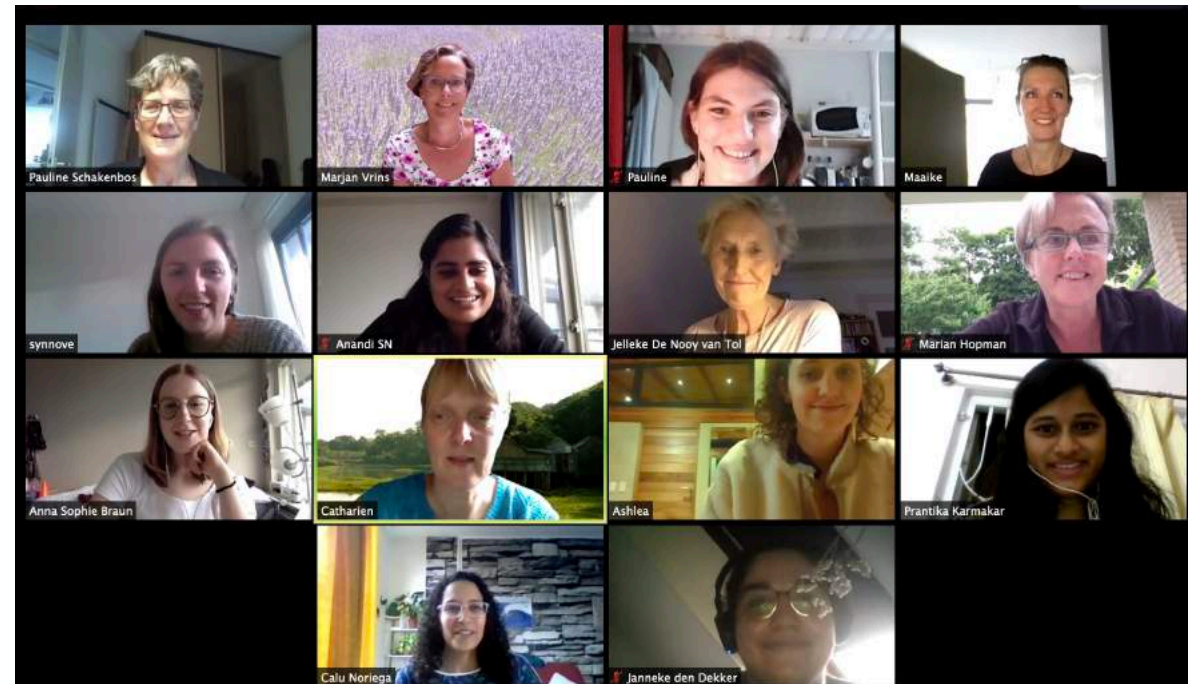 Pauline Schakenbos
Marjan Vrins
Pauline
Maaike
synnove
Anandi SN
Jelleke De Nooy van Tol
Marian Hopman
Anna Sophie Braun
Catharien
Ashlea
Prantika Karmakar
Calu Noriega
Janneke den Dekker